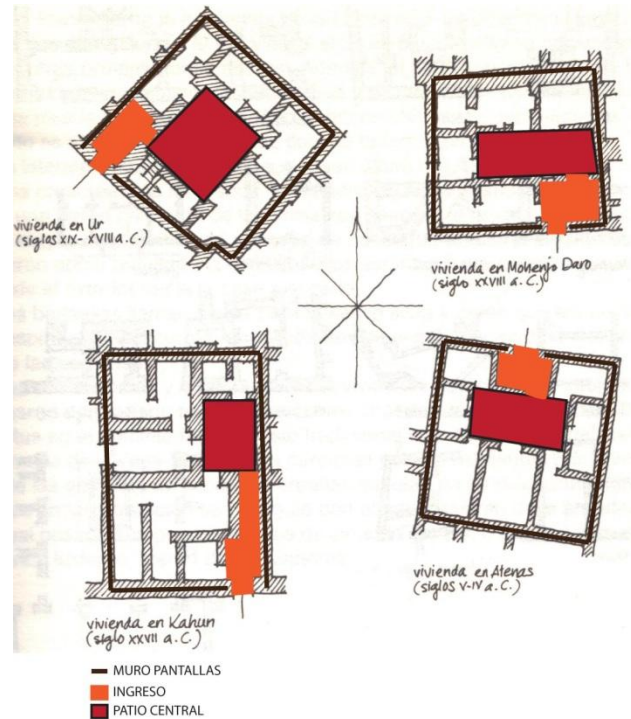 vivienda en Ur
(siglos XIX - XVIII a.C.)
vivienda en Mohenjo Daro
(siglo XXVIII a.C.)
vivienda en Kahun
(siglo XXVII a.C.)
vivienda en Atenas
(siglos V-IV a.C.)
MURO PANTALLAS
INGRESO
PATIO CENTRAL